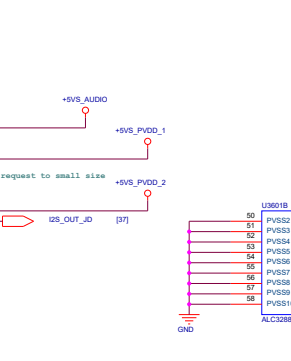 +5VS_AUDIO
+5VS_PVDD_1
request to small size
+5VS_PVDD_2
I2S_OUT_JD [37]
U3601B
50 PVSS2
51 PVSS3
52 PVSS4
53 PVSS5
54 PVSS6
55 PVSS7
56 PVSS8
57 PVSS9
58 PVSS1
ALC3288
GND